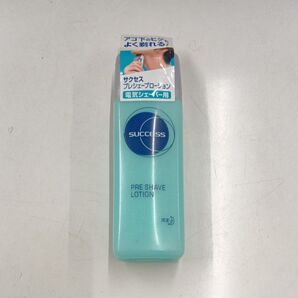 アゴ下のヒゲも
よく剃れる
サクセス
プレシェーブローション
電気シェーバー用
SUCCESS
PRE SHAVE
LOTION
花王